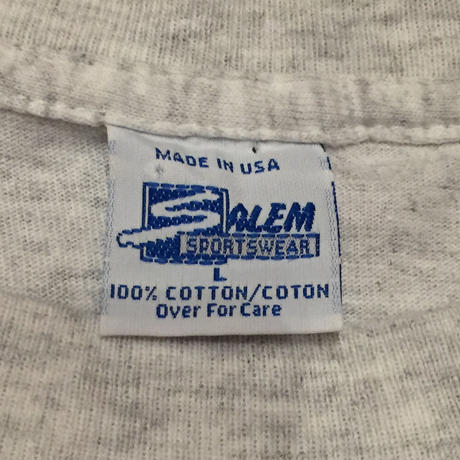 MADE IN USA
SALEM
SPORTSWEAR
L
100% COTTON/COTON
Over For Care